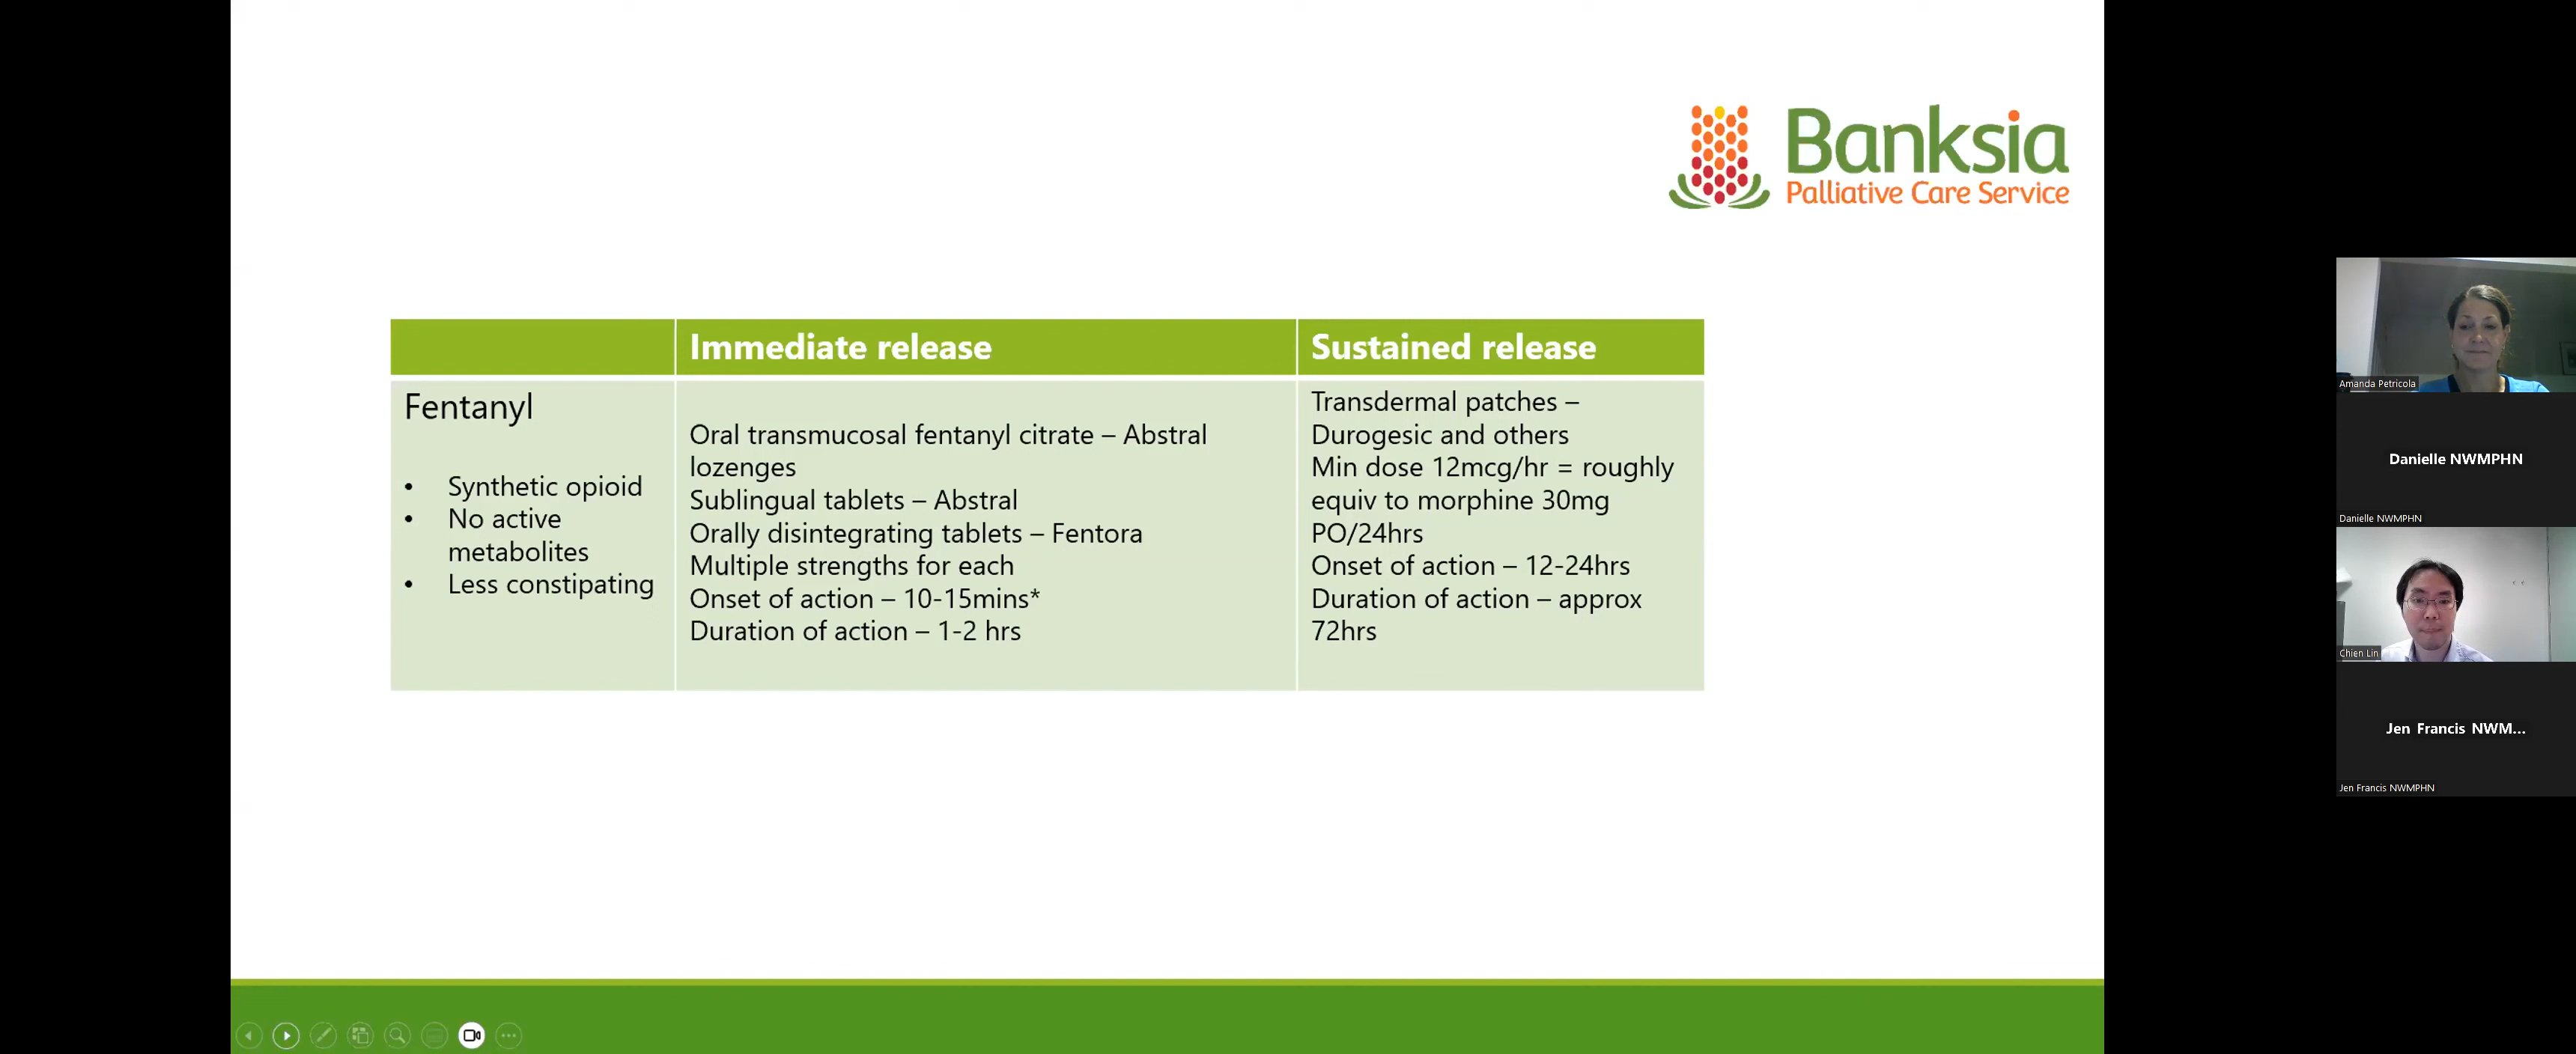 Banksia
Palliative Care Service
Immediate release
Sustained release
Fentanyl
• Synthetic opioid
• No active
metabolites
• Less constipating
Oral transmucosal fentanyl citrate – Abstral
lozenges
Sublingual tablets – Abstral
Orally disintegrating tablets – Fentora
Multiple strengths for each
Onset of action – 10-15mins*
Duration of action – 1-2 hrs
Transdermal patches –
Durogesic and others
Min dose 12mcg/hr = roughly
equiv to morphine 30mg
PO/24hrs
Onset of action – 12-24hrs
Duration of action – approx
72hrs
Amanda Petricola
Danielle NWMPHN
Danielle NWMPHN
Chien Lin
Jen Francis NWM...
Jen Francis NWMPHN